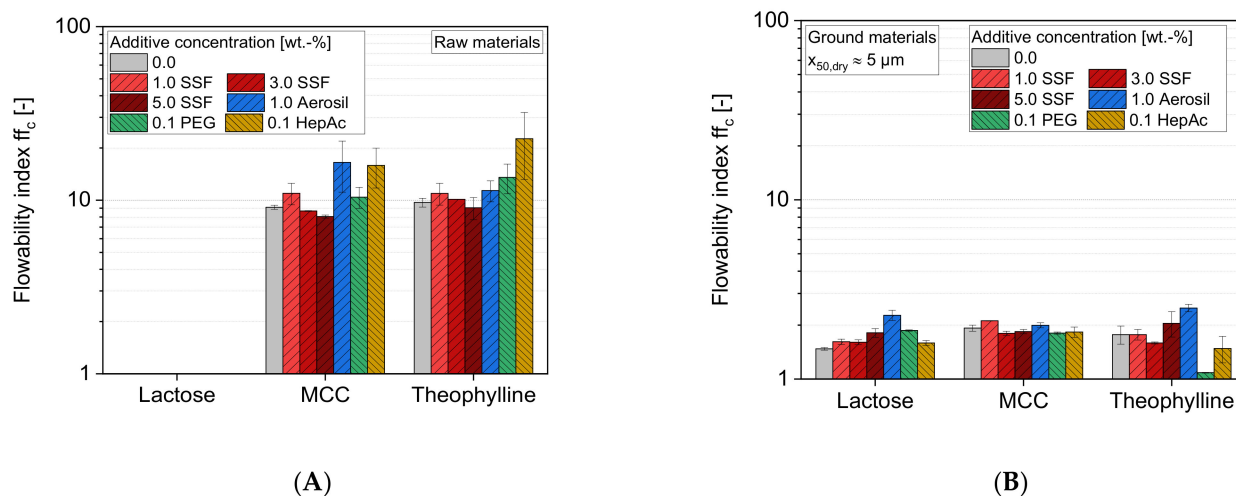 100
10
1
Flowability index ffc [-]
Additive concentration [wt.-%]
0.0
1.0 SSF 3.0 SSF
5.0 SSF 1.0 Aerosil
0.1 PEG 0.1 HepAc
Raw materials
Lactose MCC Theophylline
(A)
100
10
1
Flowability index ffc [-]
Ground materials
x50,dry ≈ 5 µm
Additive concentration [wt.-%]
0.0
1.0 SSF 3.0 SSF
5.0 SSF 1.0 Aerosil
0.1 PEG 0.1 HepAc
Lactose MCC Theophylline
(B)